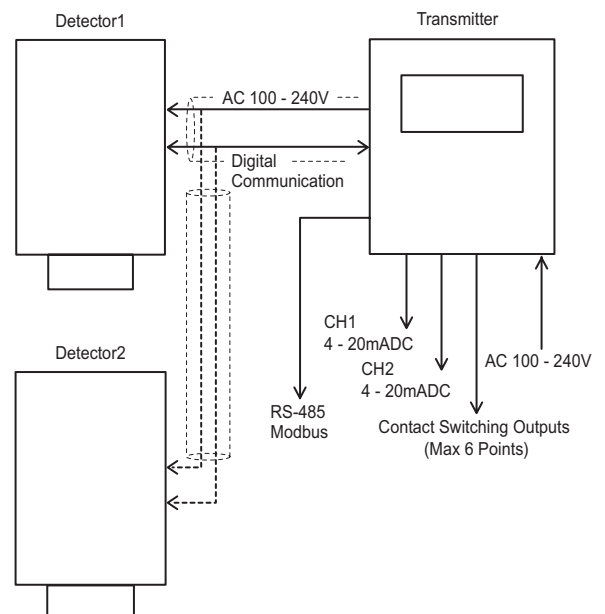 Detector1
Transmitter
AC 100 - 240V
Digital
Communication
CH1
4 - 20mADC
CH2
4 - 20mADC
AC 100 - 240V
RS-485
Modbus
Contact Switching Outputs
(Max 6 Points)
Detector2